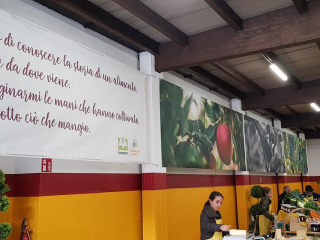 di conoscere la storia di un alimento.
da dove viene.
ginarmi le mani che hanno coltivato
otto ciò che mangio.